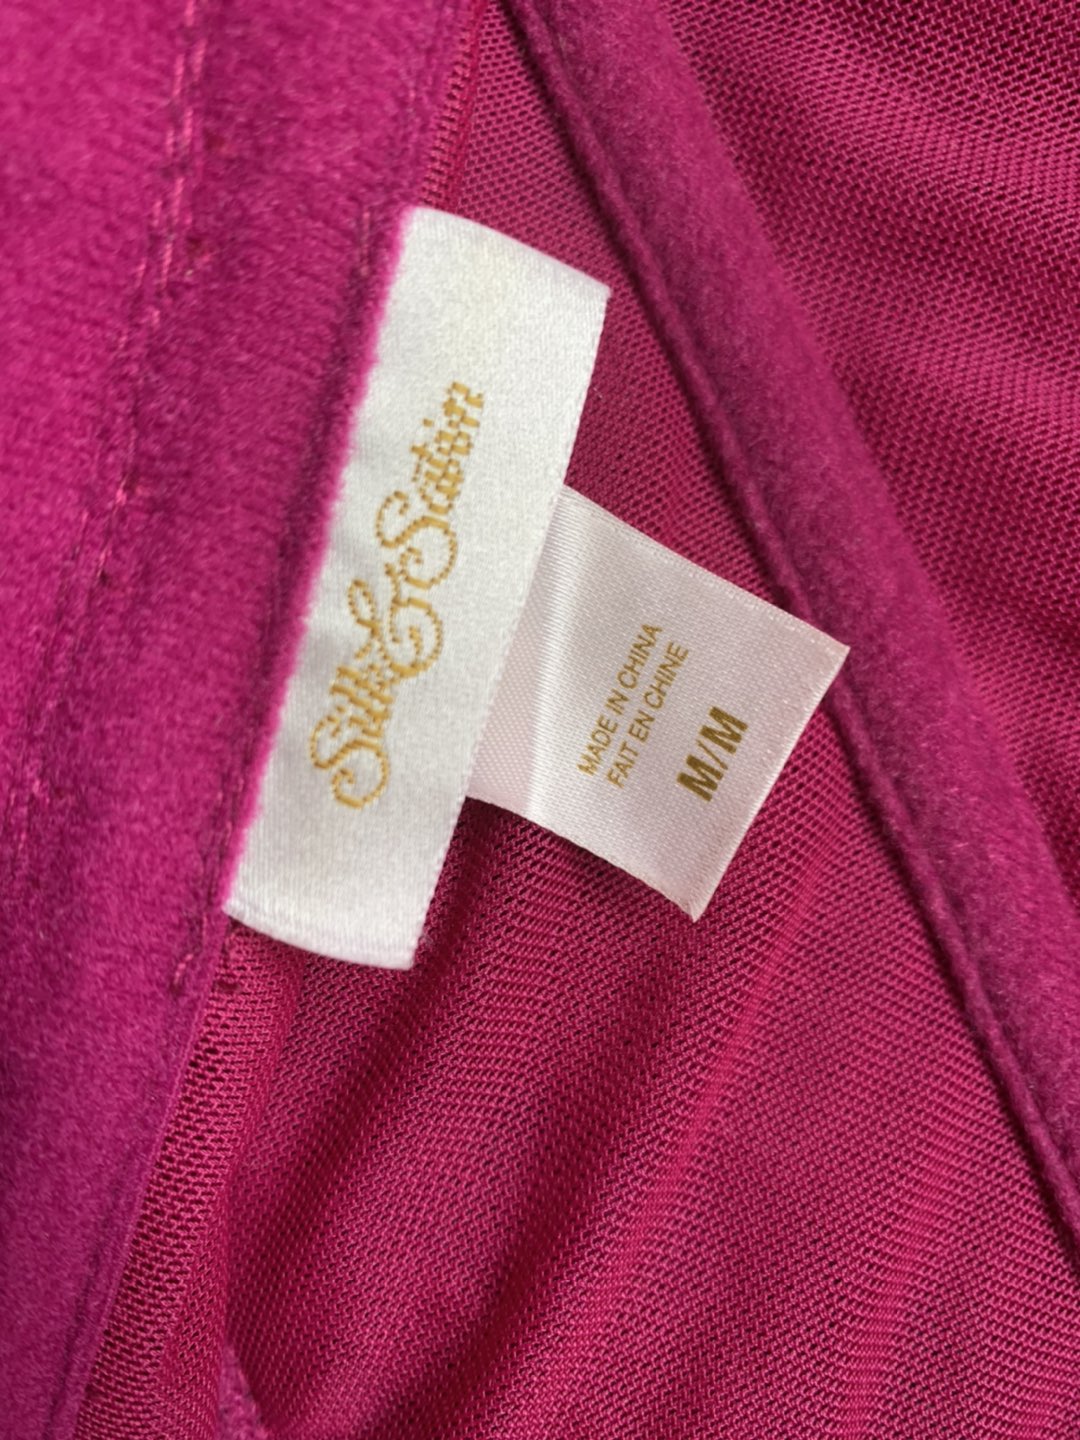 Silk & Satin
MADE IN CHINA
FAIT EN CHINE
M/M